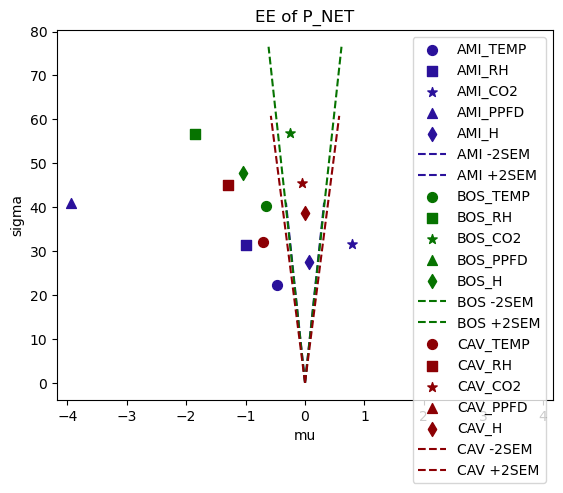 EE of P_NET
80
70
60
50
40
30
20
10
0
sigma
−4
−3
−2
−1
0
1
2
3
4
mu
AMI_TEMP
AMI_RH
AMI_CO2
AMI_PPFD
AMI_H
AMI -2SEM
AMI +2SEM
BOS_TEMP
BOS_RH
BOS_CO2
BOS_PPFD
BOS_H
BOS -2SEM
BOS +2SEM
CAV_TEMP
CAV_RH
CAV_CO2
CAV_PPFD
CAV_H
CAV -2SEM
CAV +2SEM